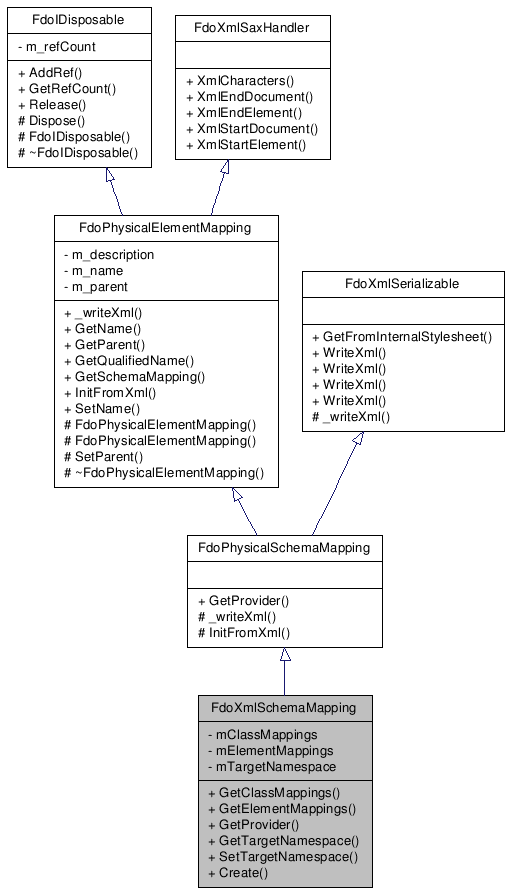 FdoIDisposable
- m_refCount
+ AddRef()
+ GetRefCount()
+ Release()
# Dispose()
# FdoIDisposable()
# ~FdoIDisposable()
FdoXmlSaxHandler
+ XmlCharacters()
+ XmlEndDocument()
+ XmlEndElement()
+ XmlStartDocument()
+ XmlStartElement()
FdoPhysicalElementMapping
- m_description
- m_name
- m_parent
+ _writeXml()
+ GetName()
+ GetParent()
+ GetQualifiedName()
+ GetSchemaMapping()
+ InitFromXml()
+ SetName()
# FdoPhysicalElementMapping()
# FdoPhysicalElementMapping()
# SetParent()
# ~FdoPhysicalElementMapping()
FdoXmlSerializable
+ GetFromInternalStylesheet()
+ WriteXml()
+ WriteXml()
+ WriteXml()
+ WriteXml()
# _writeXml()
FdoPhysicalSchemaMapping
+ GetProvider()
# _writeXml()
# InitFromXml()
FdoXmlSchemaMapping
- mClassMappings
- mElementMappings
- mTargetNamespace
+ GetClassMappings()
+ GetElementMappings()
+ GetProvider()
+ GetTargetNamespace()
+ SetTargetNamespace()
+ Create()